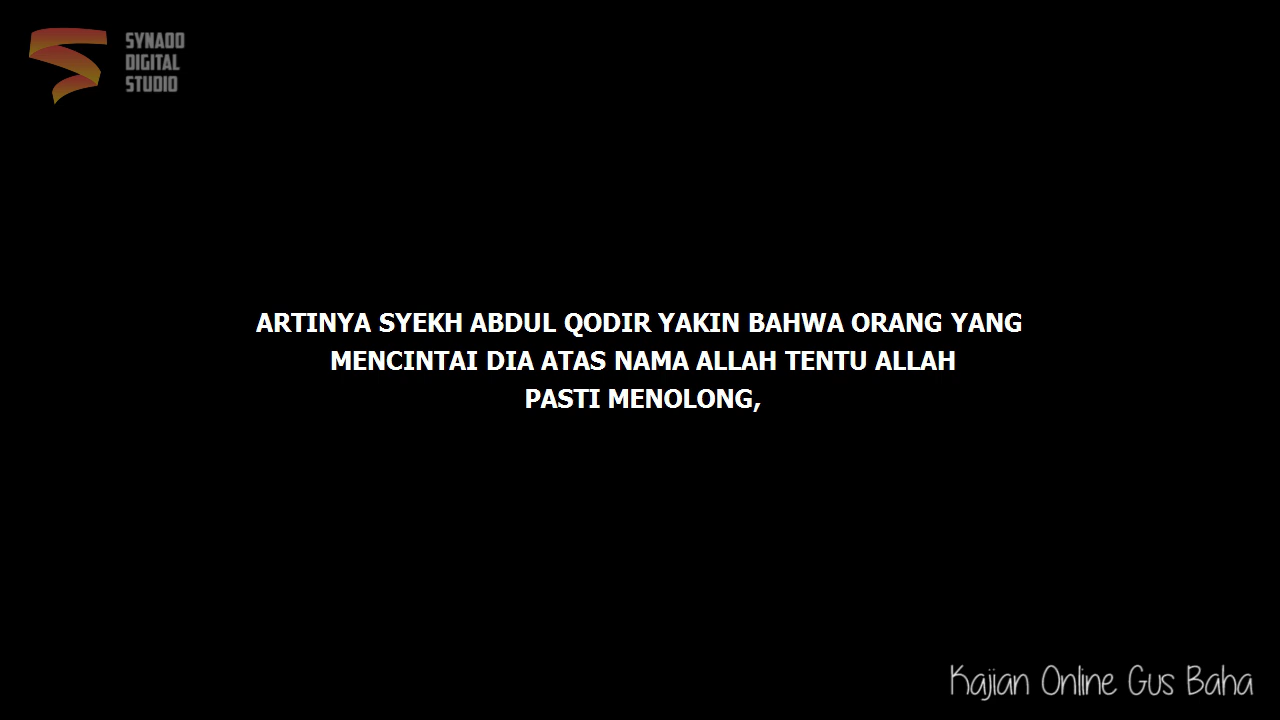 SYNADO
DIGITAL
STUDIO
ARTINYA SYEKH ABDUL QODIR YAKIN BAHWA ORANG YANG
MENCINTAI DIA ATAS NAMA ALLAH TENTU ALLAH
PASTI MENOLONG,
Kajian Online Gus Baha